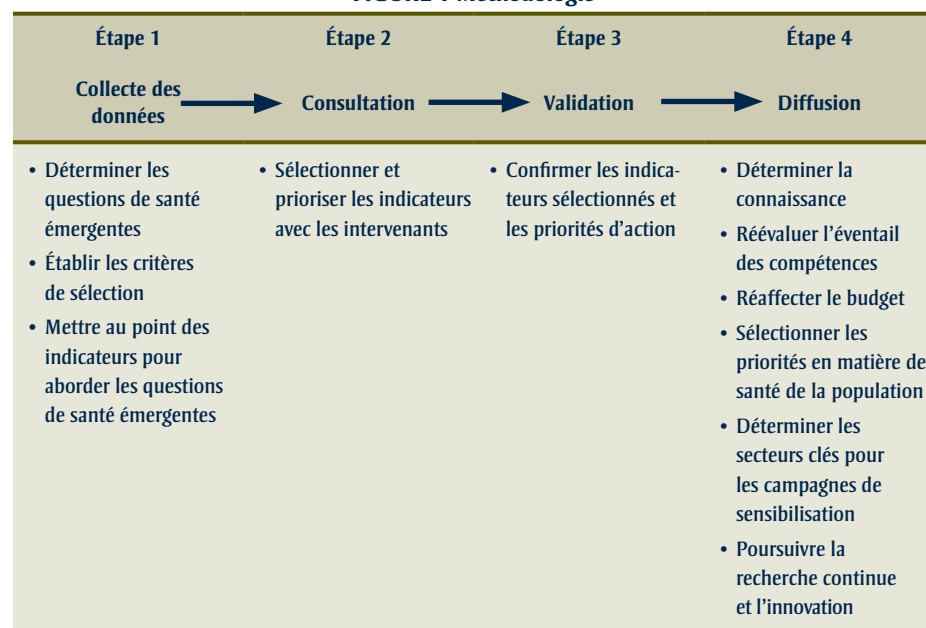 FIGURE 1 Méthodologie
Étape 1
Étape 2
Étape 3
Étape 4
Collecte des
données
Consultation
Validation
Diffusion
• Déterminer les
questions de santé
émergentes
• Établir les critères
de sélection
• Mettre au point des
indicateurs pour
aborder les questions
de santé émergentes
• Sélectionner et
prioriser les indicateurs
avec les intervenants
• Confirmer les indica-
teurs sélectionnés et
les priorités d’action
• Déterminer la
connaissance
• Réévaluer l’éventail
des compétences
• Réaffecter le budget
• Sélectionner les
priorités en matière de
santé de la population
• Déterminer les
secteurs clés pour
les campagnes de
sensibilisation
• Poursuivre la
recherche continue
et l’innovation